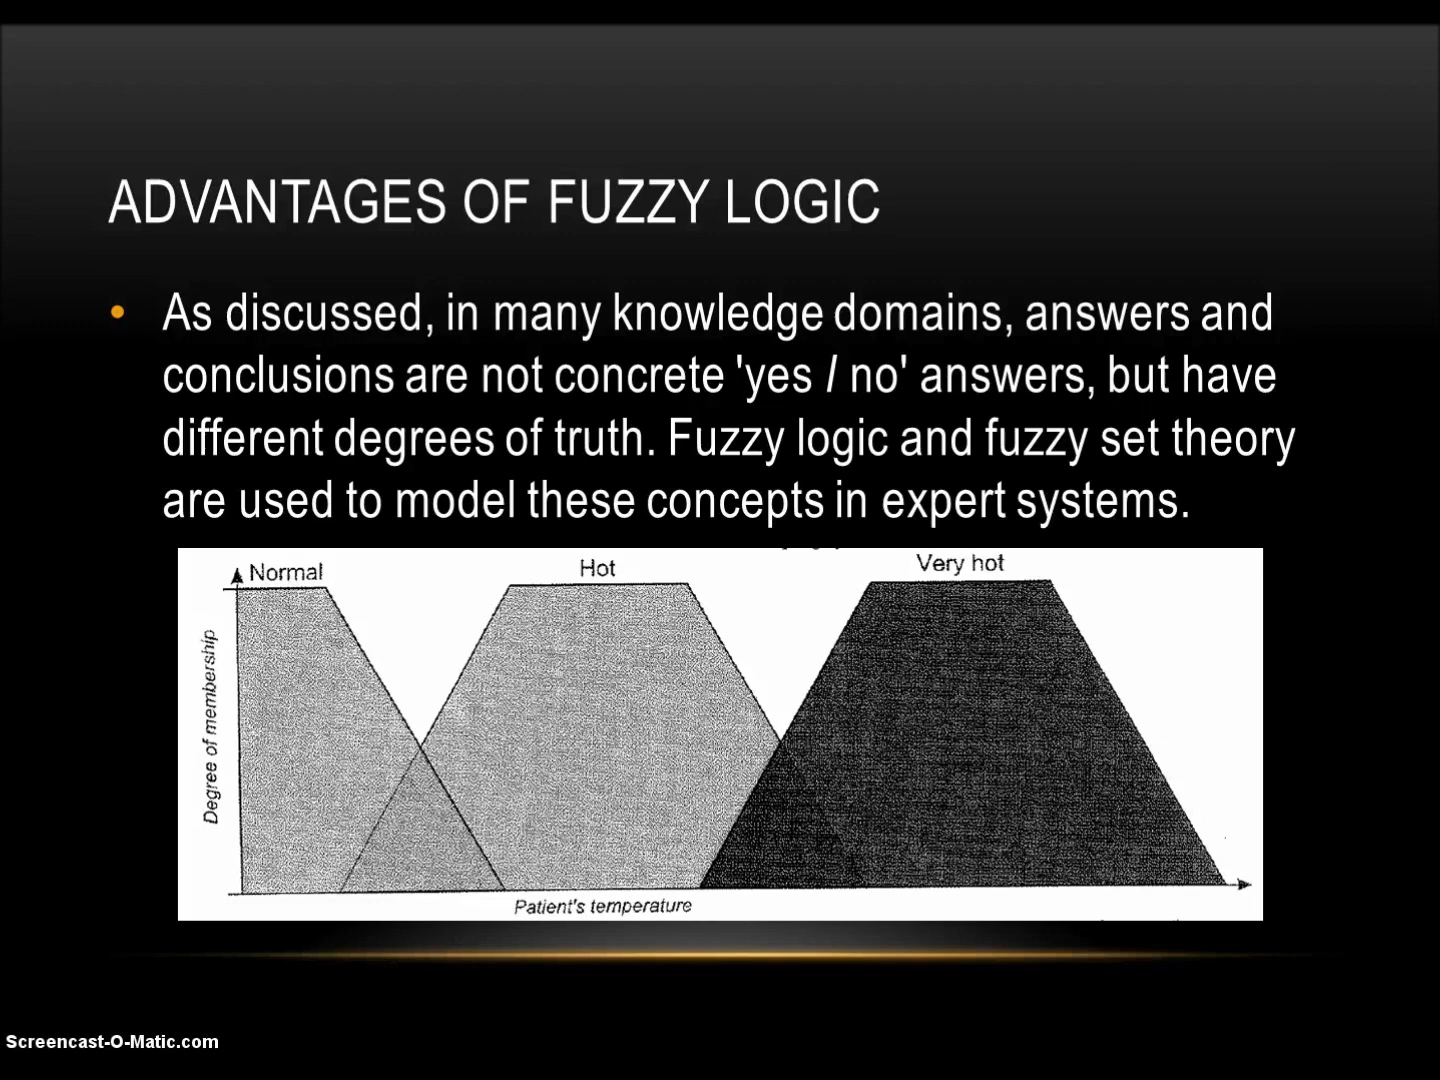 ADVANTAGES OF FUZZY LOGIC
• As discussed, in many knowledge domains, answers and
conclusions are not concrete 'yes / no' answers, but have
different degrees of truth. Fuzzy logic and fuzzy set theory
are used to model these concepts in expert systems.
Normal
Hot
Very hot
Degree of membership
Patient's temperature
Screencast-O-Matic.com